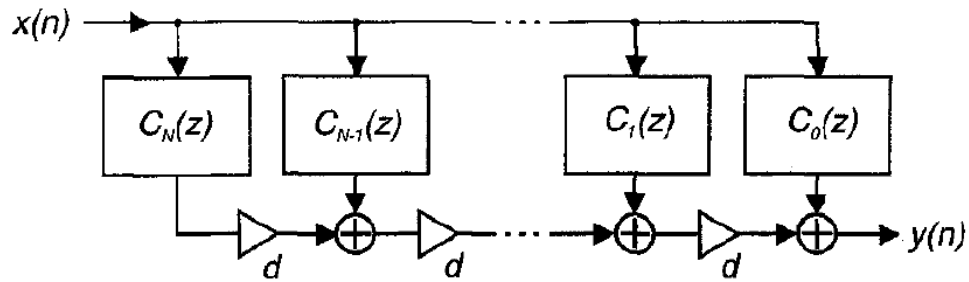 x(n)
C_N(z) C_{N-1}(z) C_1(z) C_0(z)
d d d y(n)